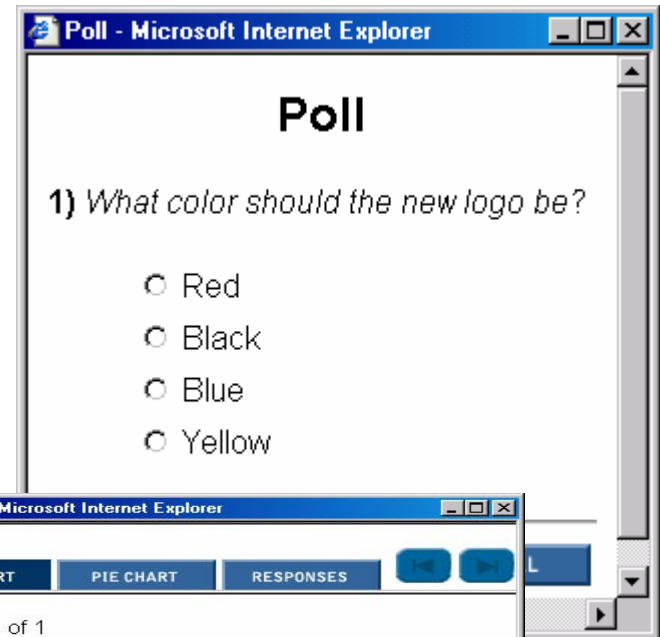 Poll - Microsoft Internet Explorer
Poll
1) What color should the new logo be?
Red
Black
Blue
Yellow
Microsoft Internet Explorer
RT PIE CHART RESPONSES L
of 1